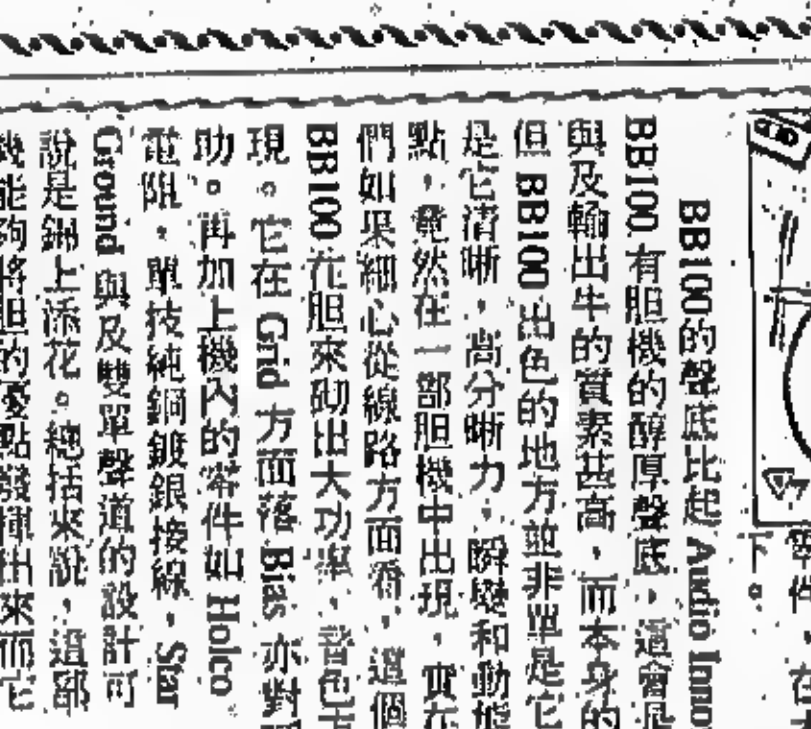 零件，在
下。
BB100的聲底比起 Audio Inno
BB100 有胆機的醇厚聲底，這會是
與及輸出牛的質素甚高，而本身的
但 BB100 出色的地方並非單是它
是它清晰，高分晰力，瞬變和動態
點，竟然在一部胆機中出現，實在
們如果細心從線路方面看，這個
BB100 在胆來砌出大功率，音色
現。它在 Grid 方面落 Bias 亦對
助。再加上機內的零件如 Holco
電阻，單技純銅鍍銀接線，Star
Ground 與及雙單聲道的設計可
說是錦上添花。總括來說，這部
機能夠將胆的優點發揮出來而它